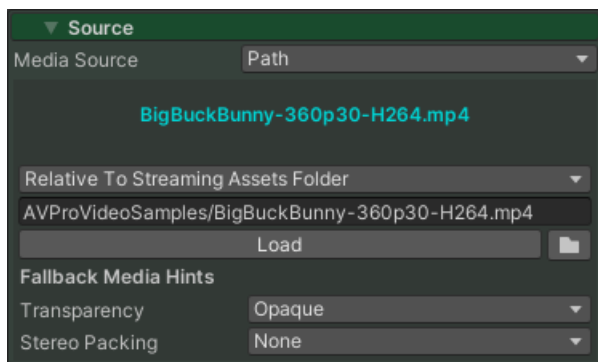 Source
Media Source Path
BigBuckBunny-360p30-H264.mp4
Relative To Streaming Assets Folder
AVProVideoSamples/BigBuckBunny-360p30-H264.mp4
Load
Fallback Media Hints
Transparency Opaque
Stereo Packing None